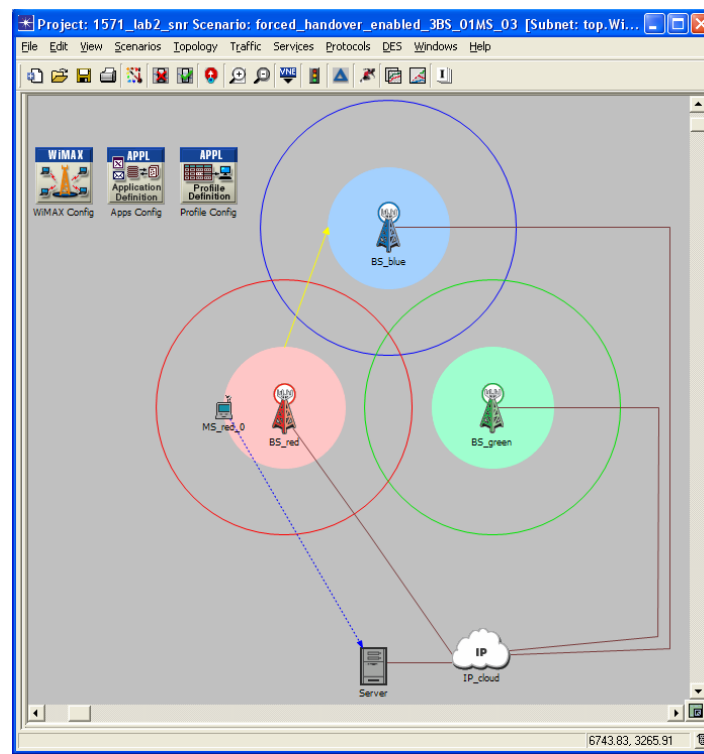 Project: 1571_lab2_snr Scenario: forced_handover_enabled_3BS_01MS_03 [Subnet: top.Wi...
File Edit View Scenarios Topology Traffic Services Protocols DES Windows Help
WiMAX
APPL
APPL
Application
Definition
Profile
Definition
WiMAX Config
Apps Config
Profile Config
BS_blue
MS_red_0
BS_red
BS_green
IP
IP_cloud
Server
6743.83, 3265.91